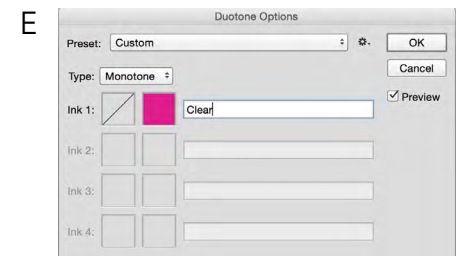 E
Duotone Options
Preset: Custom OK
Type: Monotone Cancel
Preview
Ink 1: Clear
Ink 2:
Ink 3:
Ink 4: